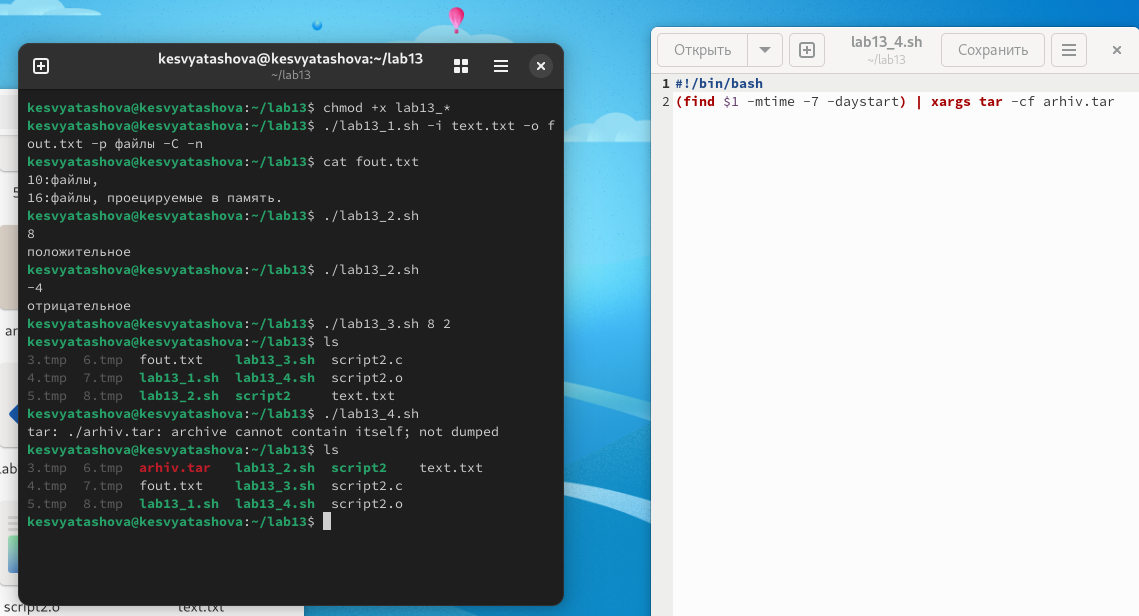 kesvyatashova@kesvyatashova:~/lab13
~/lab13
kesvyatashova@kesvyatashova:~/lab13$ chmod +x lab13_*
kesvyatashova@kesvyatashova:~/lab13$ ./lab13_1.sh -i text.txt -o f
out.txt -p файлы -C -n
kesvyatashova@kesvyatashova:~/lab13$ cat fout.txt
10:файлы,
16:файлы, проецируемые в память.
kesvyatashova@kesvyatashova:~/lab13$ ./lab13_2.sh
8
положительное
kesvyatashova@kesvyatashova:~/lab13$ ./lab13_2.sh
-4
отрицательное
kesvyatashova@kesvyatashova:~/lab13$ ./lab13_3.sh 8 2
kesvyatashova@kesvyatashova:~/lab13$ ls
3.tmp 6.tmp fout.txt lab13_3.sh script2.c
4.tmp 7.tmp lab13_1.sh lab13_4.sh script2.o
5.tmp 8.tmp lab13_2.sh script2 text.txt
kesvyatashova@kesvyatashova:~/lab13$ ./lab13_4.sh
tar: ./arhiv.tar: archive cannot contain itself; not dumped
kesvyatashova@kesvyatashova:~/lab13$ ls
3.tmp 6.tmp arhiv.tar lab13_2.sh script2 text.txt
4.tmp 7.tmp fout.txt lab13_3.sh script2.c
5.tmp 8.tmp lab13_1.sh lab13_4.sh script2.o
kesvyatashova@kesvyatashova:~/lab13$
script2.o text.txt
Открыть
lab13_4.sh
~/lab13
Сохранить
1 #!/bin/bash
2 (find $1 -mtime -7 -daystart) | xargs tar -cf arhiv.tar